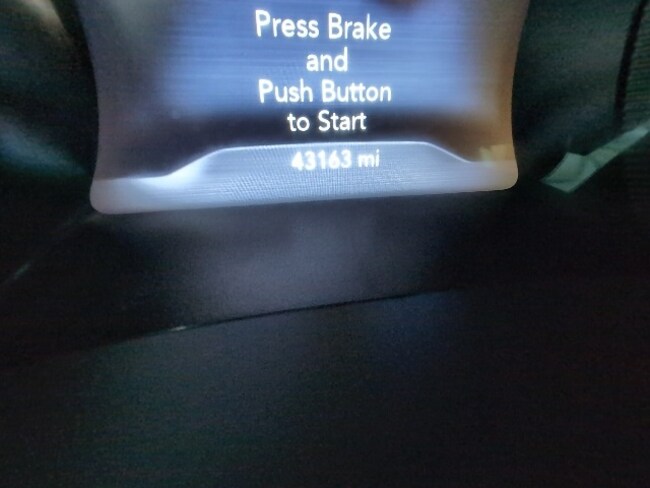 Press Brake
and
Push Button
to Start
43163 mi